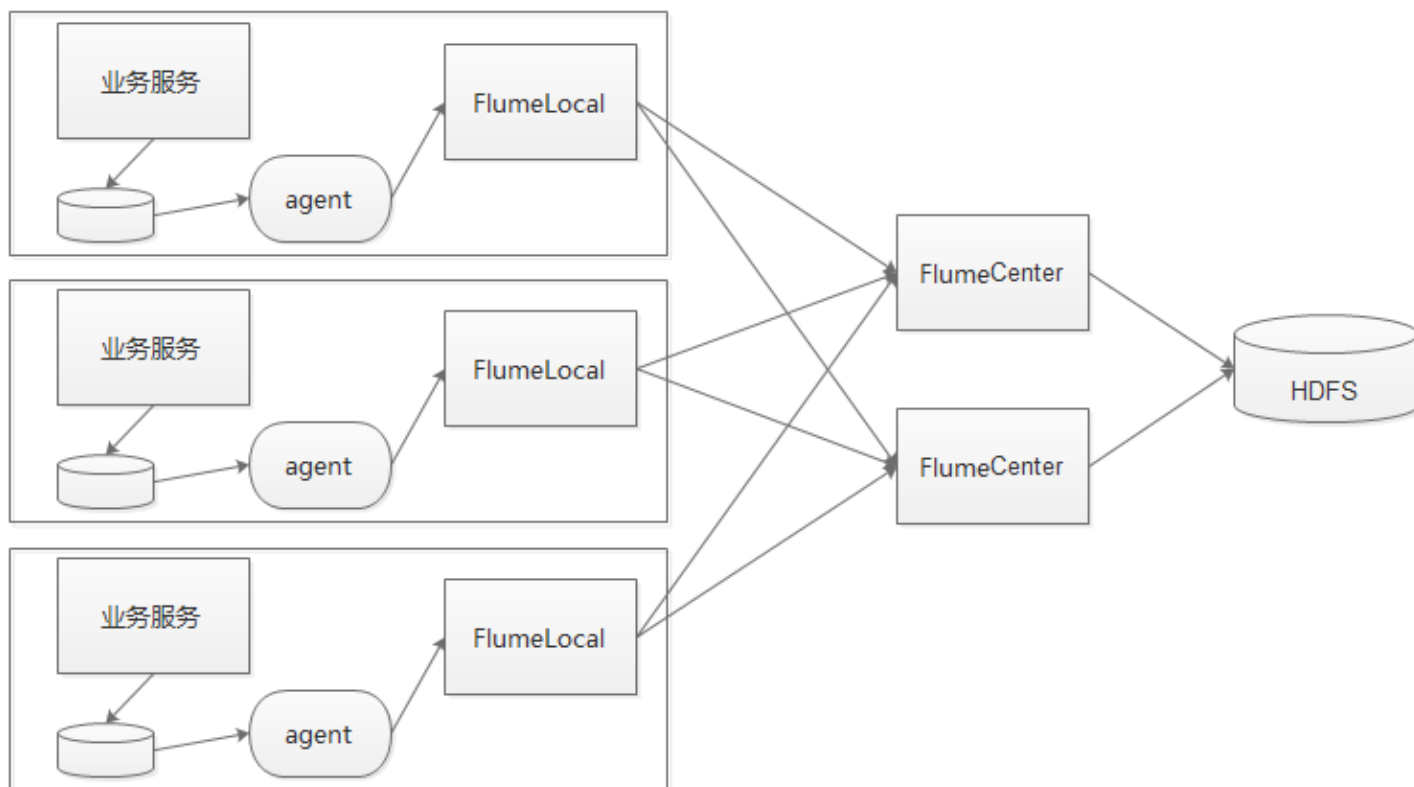 业务服务
FlumeLocal
agent
业务服务
FlumeLocal
agent
业务服务
FlumeLocal
agent
FlumeCenter
FlumeCenter
HDFS